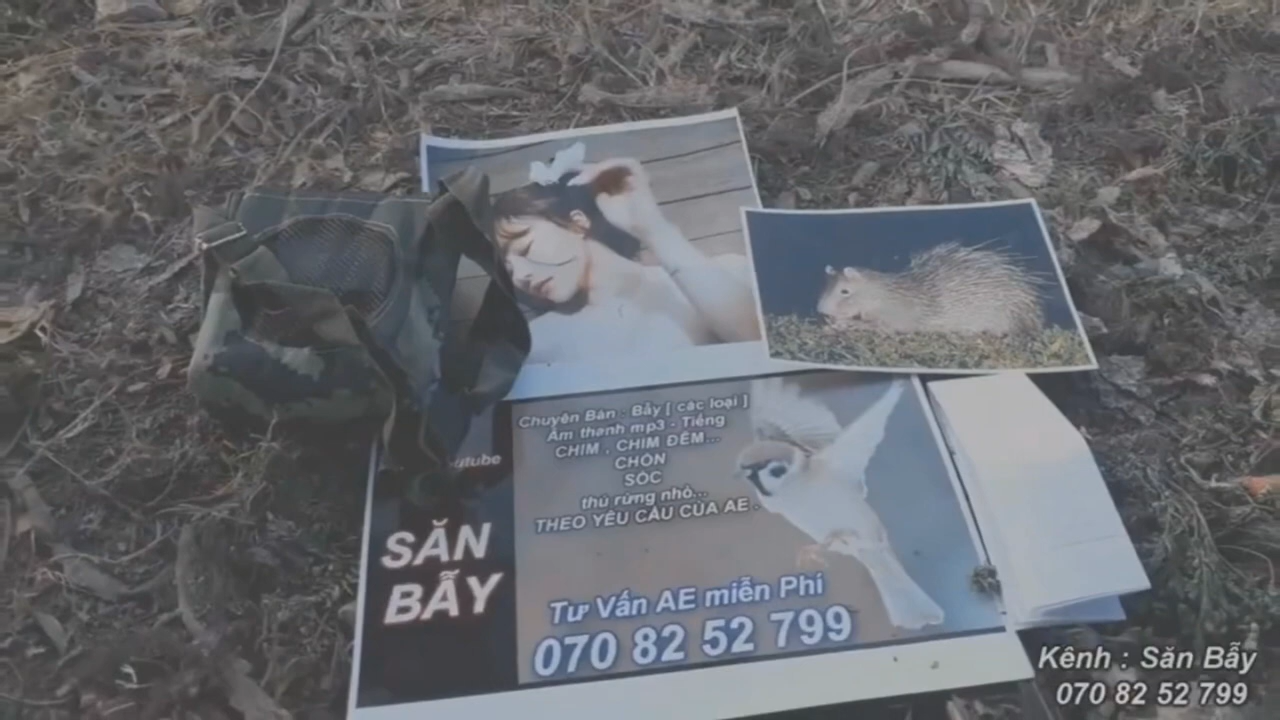 Chuyên Bán : Bẫy [ các loại ]
Âm thanh mp3 - Tiếng
CHIM , CHIM ĐÊM...
CHỒN
SÓC
thú rừng nhỏ...
THEO YÊU CẦU CỦA AE .
utube
SĂN
BẪY
Tư Vấn AE miễn Phí
070 82 52 799
Kênh : Săn Bẫy
070 82 52 799